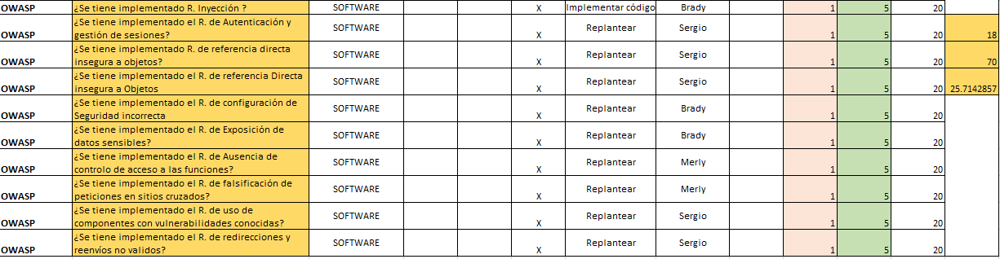 OWASP ¿Se tiene implementado R. Inyección ? SOFTWARE X Implementar código Brady 1 5 20
OWASP ¿Se tiene implementado el R. de Autenticación y gestión de sesiones? SOFTWARE X Replantear Sergio 1 5 20 18
OWASP ¿Se tiene implementado R. de referencia directa insegura a objetos? SOFTWARE X Replantear Sergio 1 5 20 70
OWASP ¿Se tiene implementado el R. de referencia Directa insegura a Objetos SOFTWARE X Replantear Sergio 1 5 20 25.7142857
OWASP ¿Se tiene implementado el R. de configuración de Seguridad incorrecta SOFTWARE X Replantear Brady 1 5 20
OWASP ¿Se tiene implementado el R. de Exposición de datos sensibles? SOFTWARE X Replantear Brady 1 5 20
OWASP ¿Se tiene implementado el R. de Ausencia de controlo de acceso a las funciones? SOFTWARE X Replantear Merly 1 5 20
OWASP ¿Se tiene implementado el R. de falsificación de peticiones en sitios cruzados? SOFTWARE X Replantear Merly 1 5 20
OWASP ¿Se tiene implementado el R. de uso de componentes con vulnerabilidades conocidas? SOFTWARE X Replantear Sergio 1 5 20
OWASP ¿Se tiene implementado el R. de redirecciones y reenvíos no validos? SOFTWARE X Replantear Sergio 1 5 20